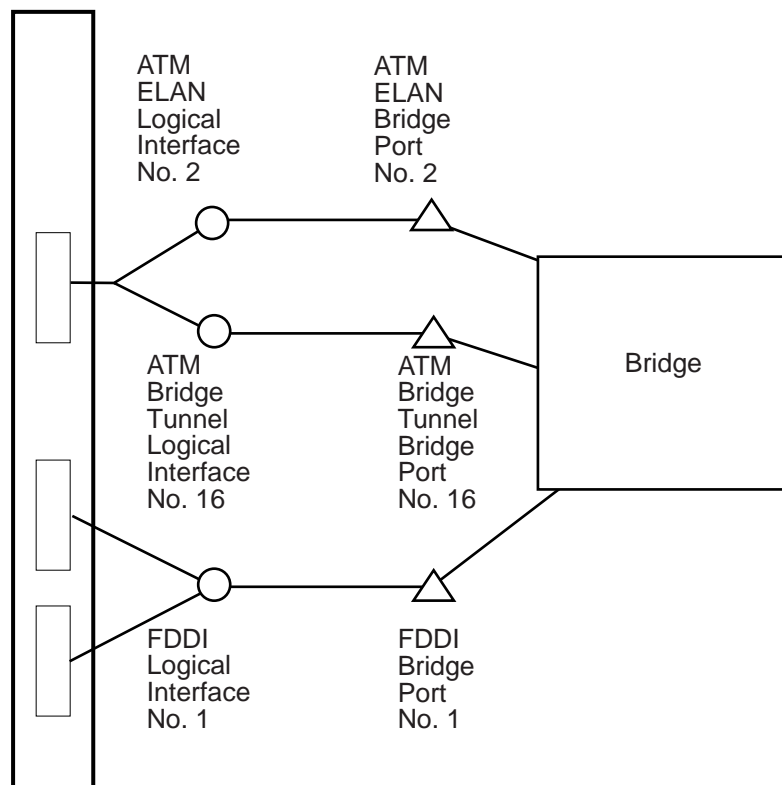 ATM
ELAN
Logical
Interface
No. 2
ATM
ELAN
Bridge
Port
No. 2
Bridge
ATM
Bridge
Tunnel
Logical
Interface
No. 16
ATM
Bridge
Tunnel
Bridge
Port
No. 16
FDDI
Logical
Interface
No. 1
FDDI
Bridge
Port
No. 1